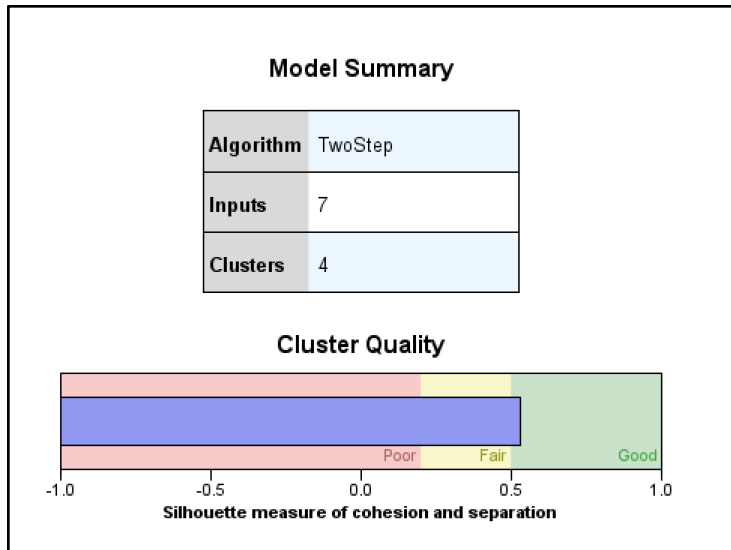 Model Summary
Algorithm TwoStep
Inputs 7
Clusters 4
Cluster Quality
Poor Fair Good
-1.0 -0.5 0.0 0.5 1.0
Silhouette measure of cohesion and separation